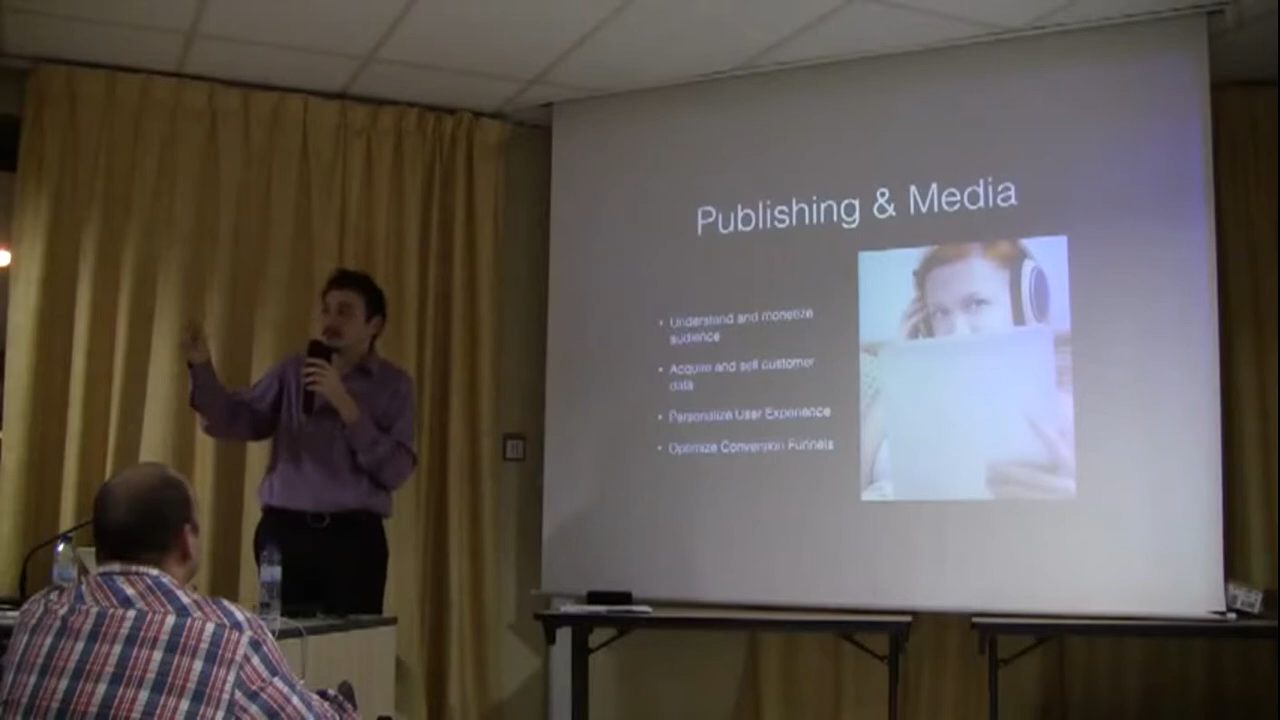 Publishing & Media
• Understand and monetize
audience
• Acquire and sell customer
data
• Personalize User Experience
• Optimize Conversion Funnels